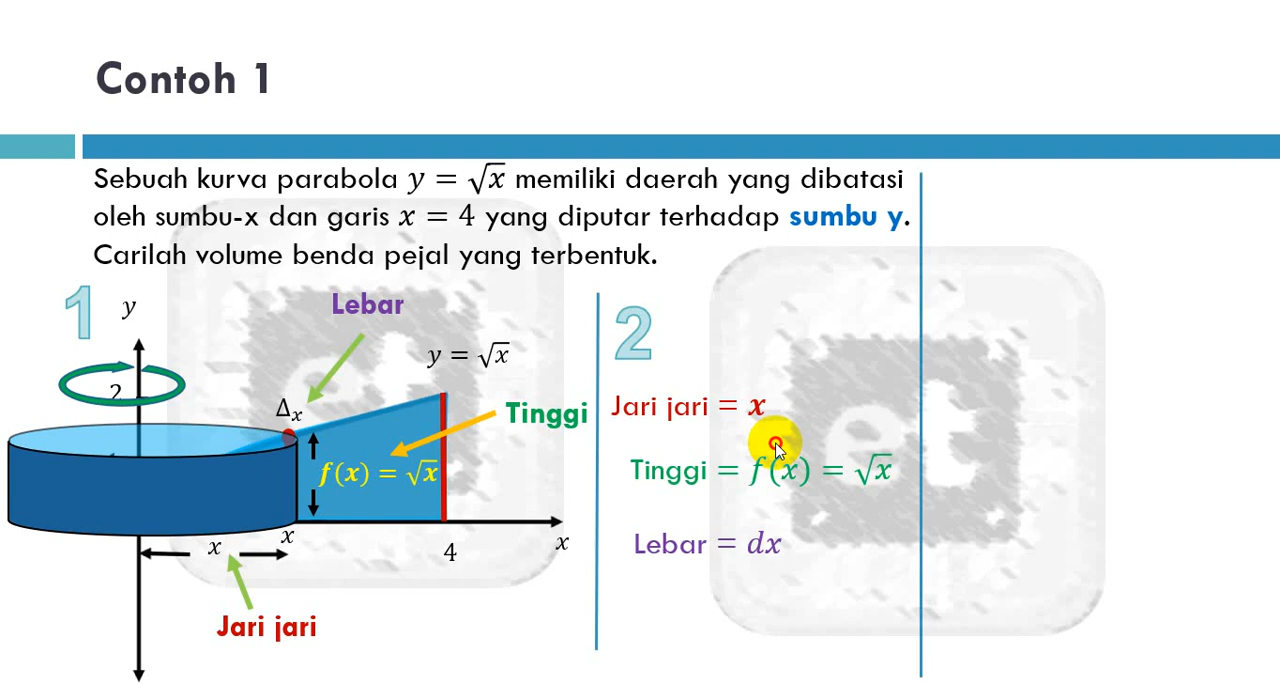 Contoh 1
Sebuah kurva parabola y = √x memiliki daerah yang dibatasi
oleh sumbu-x dan garis x = 4 yang diputar terhadap sumbu y.
Carilah volume benda pejal yang terbentuk.
1
y
Lebar
y = √x
2
Δx
Tinggi
f(x) = √x
x
x
4
x
Jari jari
2
Jari jari = x
Tinggi = f(x) = √x
Lebar = dx